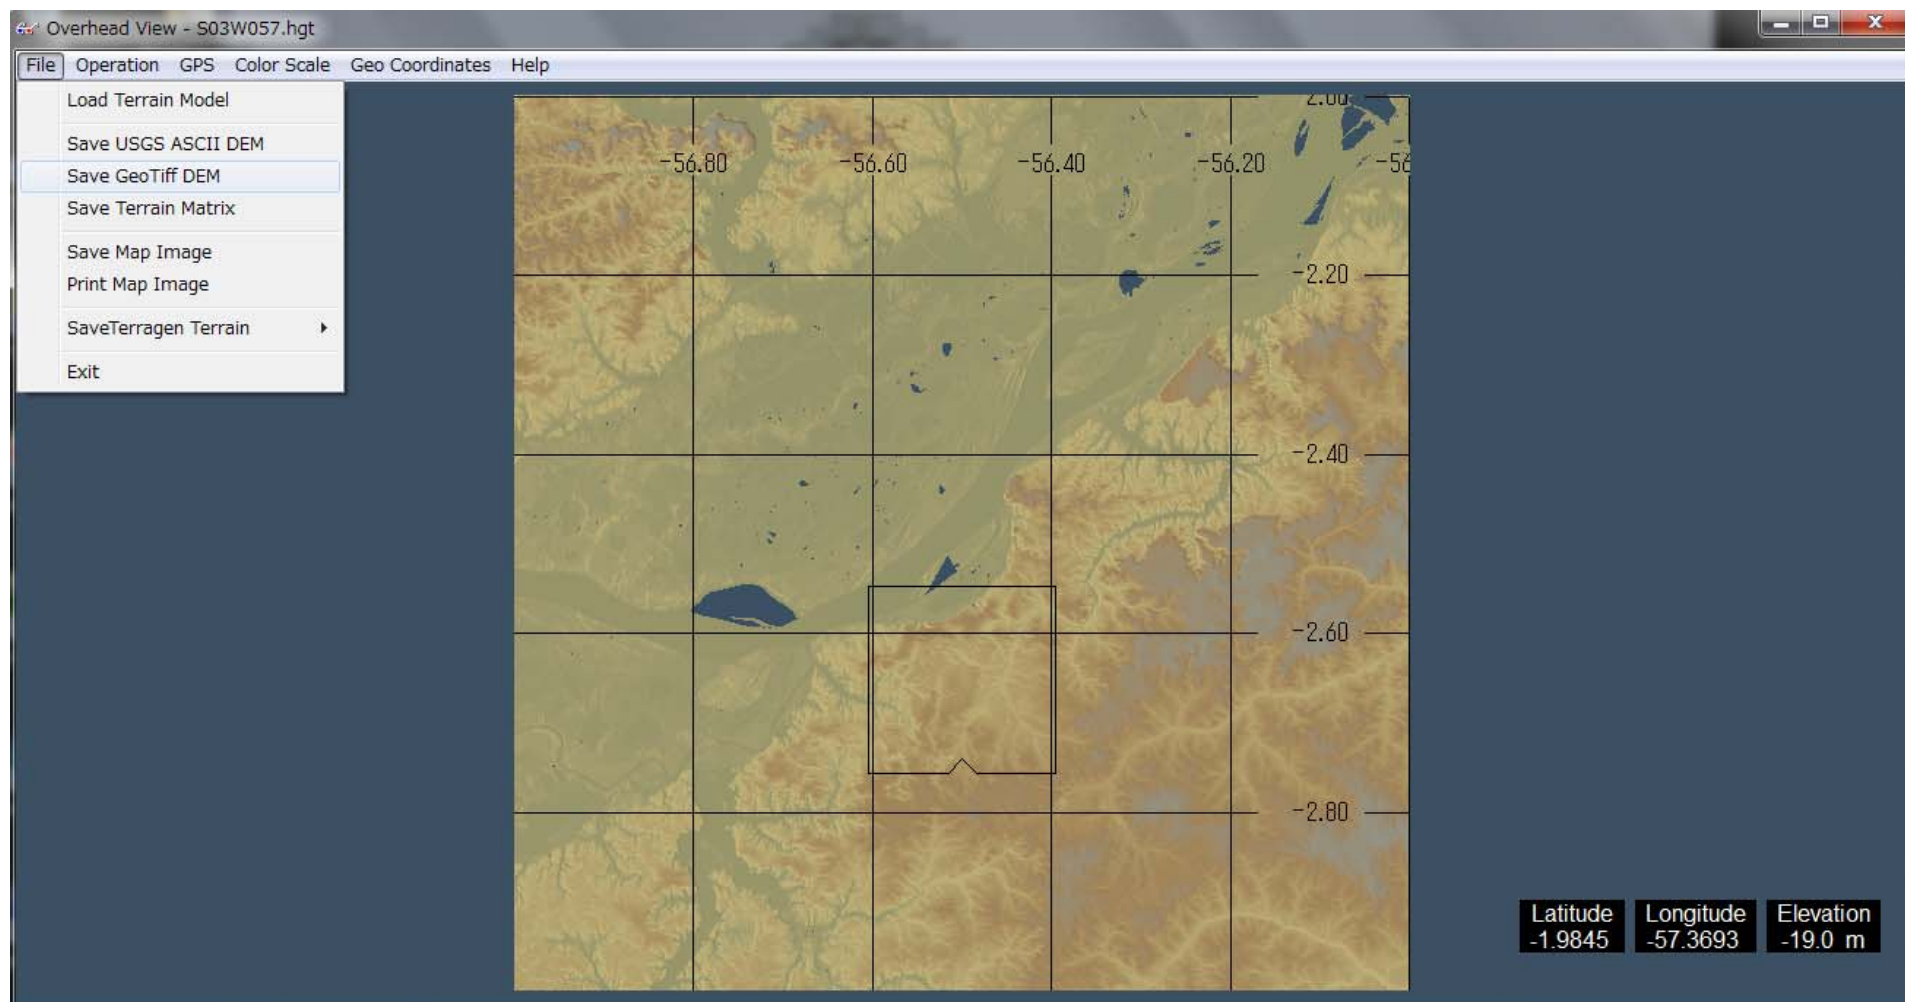 Overhead View - S03W057.hgt
File Operation GPS Color Scale Geo Coordinates Help
Load Terrain Model
Save USGS ASCII DEM
Save GeoTiff DEM
Save Terrain Matrix
Save Map Image
Print Map Image
SaveTerragen Terrain
Exit
2.00
-56.80 -56.60 -56.40 -56.20 -56
-2.20
-2.40
-2.60
-2.80
Latitude Longitude Elevation
-1.9845 -57.3693 -19.0 m